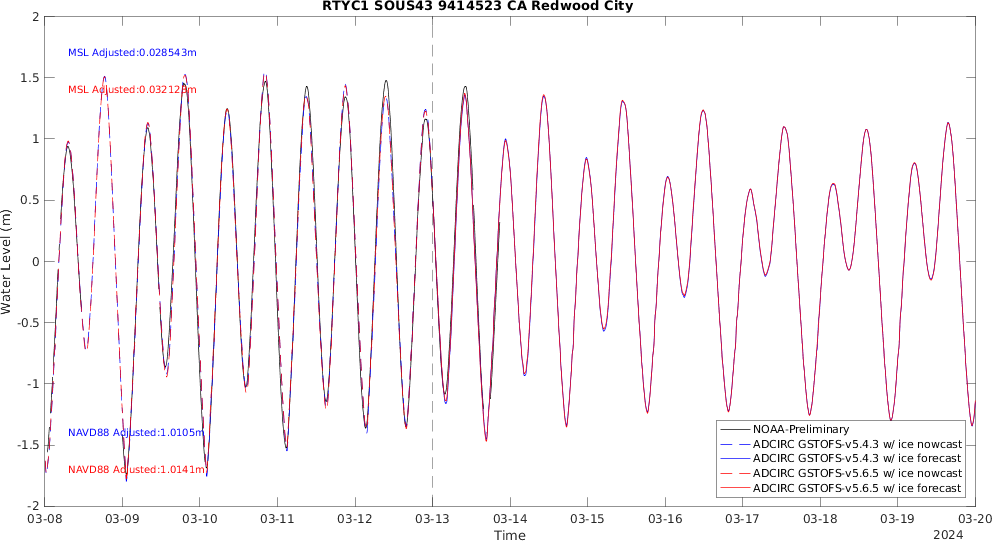 RTYC1 SOUS43 9414523 CA Redwood City
2
1.5
1
0.5
0
-0.5
-1
-1.5
-2
Water Level (m)
MSL Adjusted:0.028543m
MSL Adjusted:0.032123m
NAVD88 Adjusted:1.0105m
NAVD88 Adjusted:1.0141m
NOAA-Preliminary
ADCIRC GSTOFS-v5.4.3 w/ ice nowcast
ADCIRC GSTOFS-v5.4.3 w/ ice forecast
ADCIRC GSTOFS-v5.6.5 w/ ice nowcast
ADCIRC GSTOFS-v5.6.5 w/ ice forecast
03-08 03-09 03-10 03-11 03-12 03-13 03-14 03-15 03-16 03-17 03-18 03-19 03-20
Time
2024